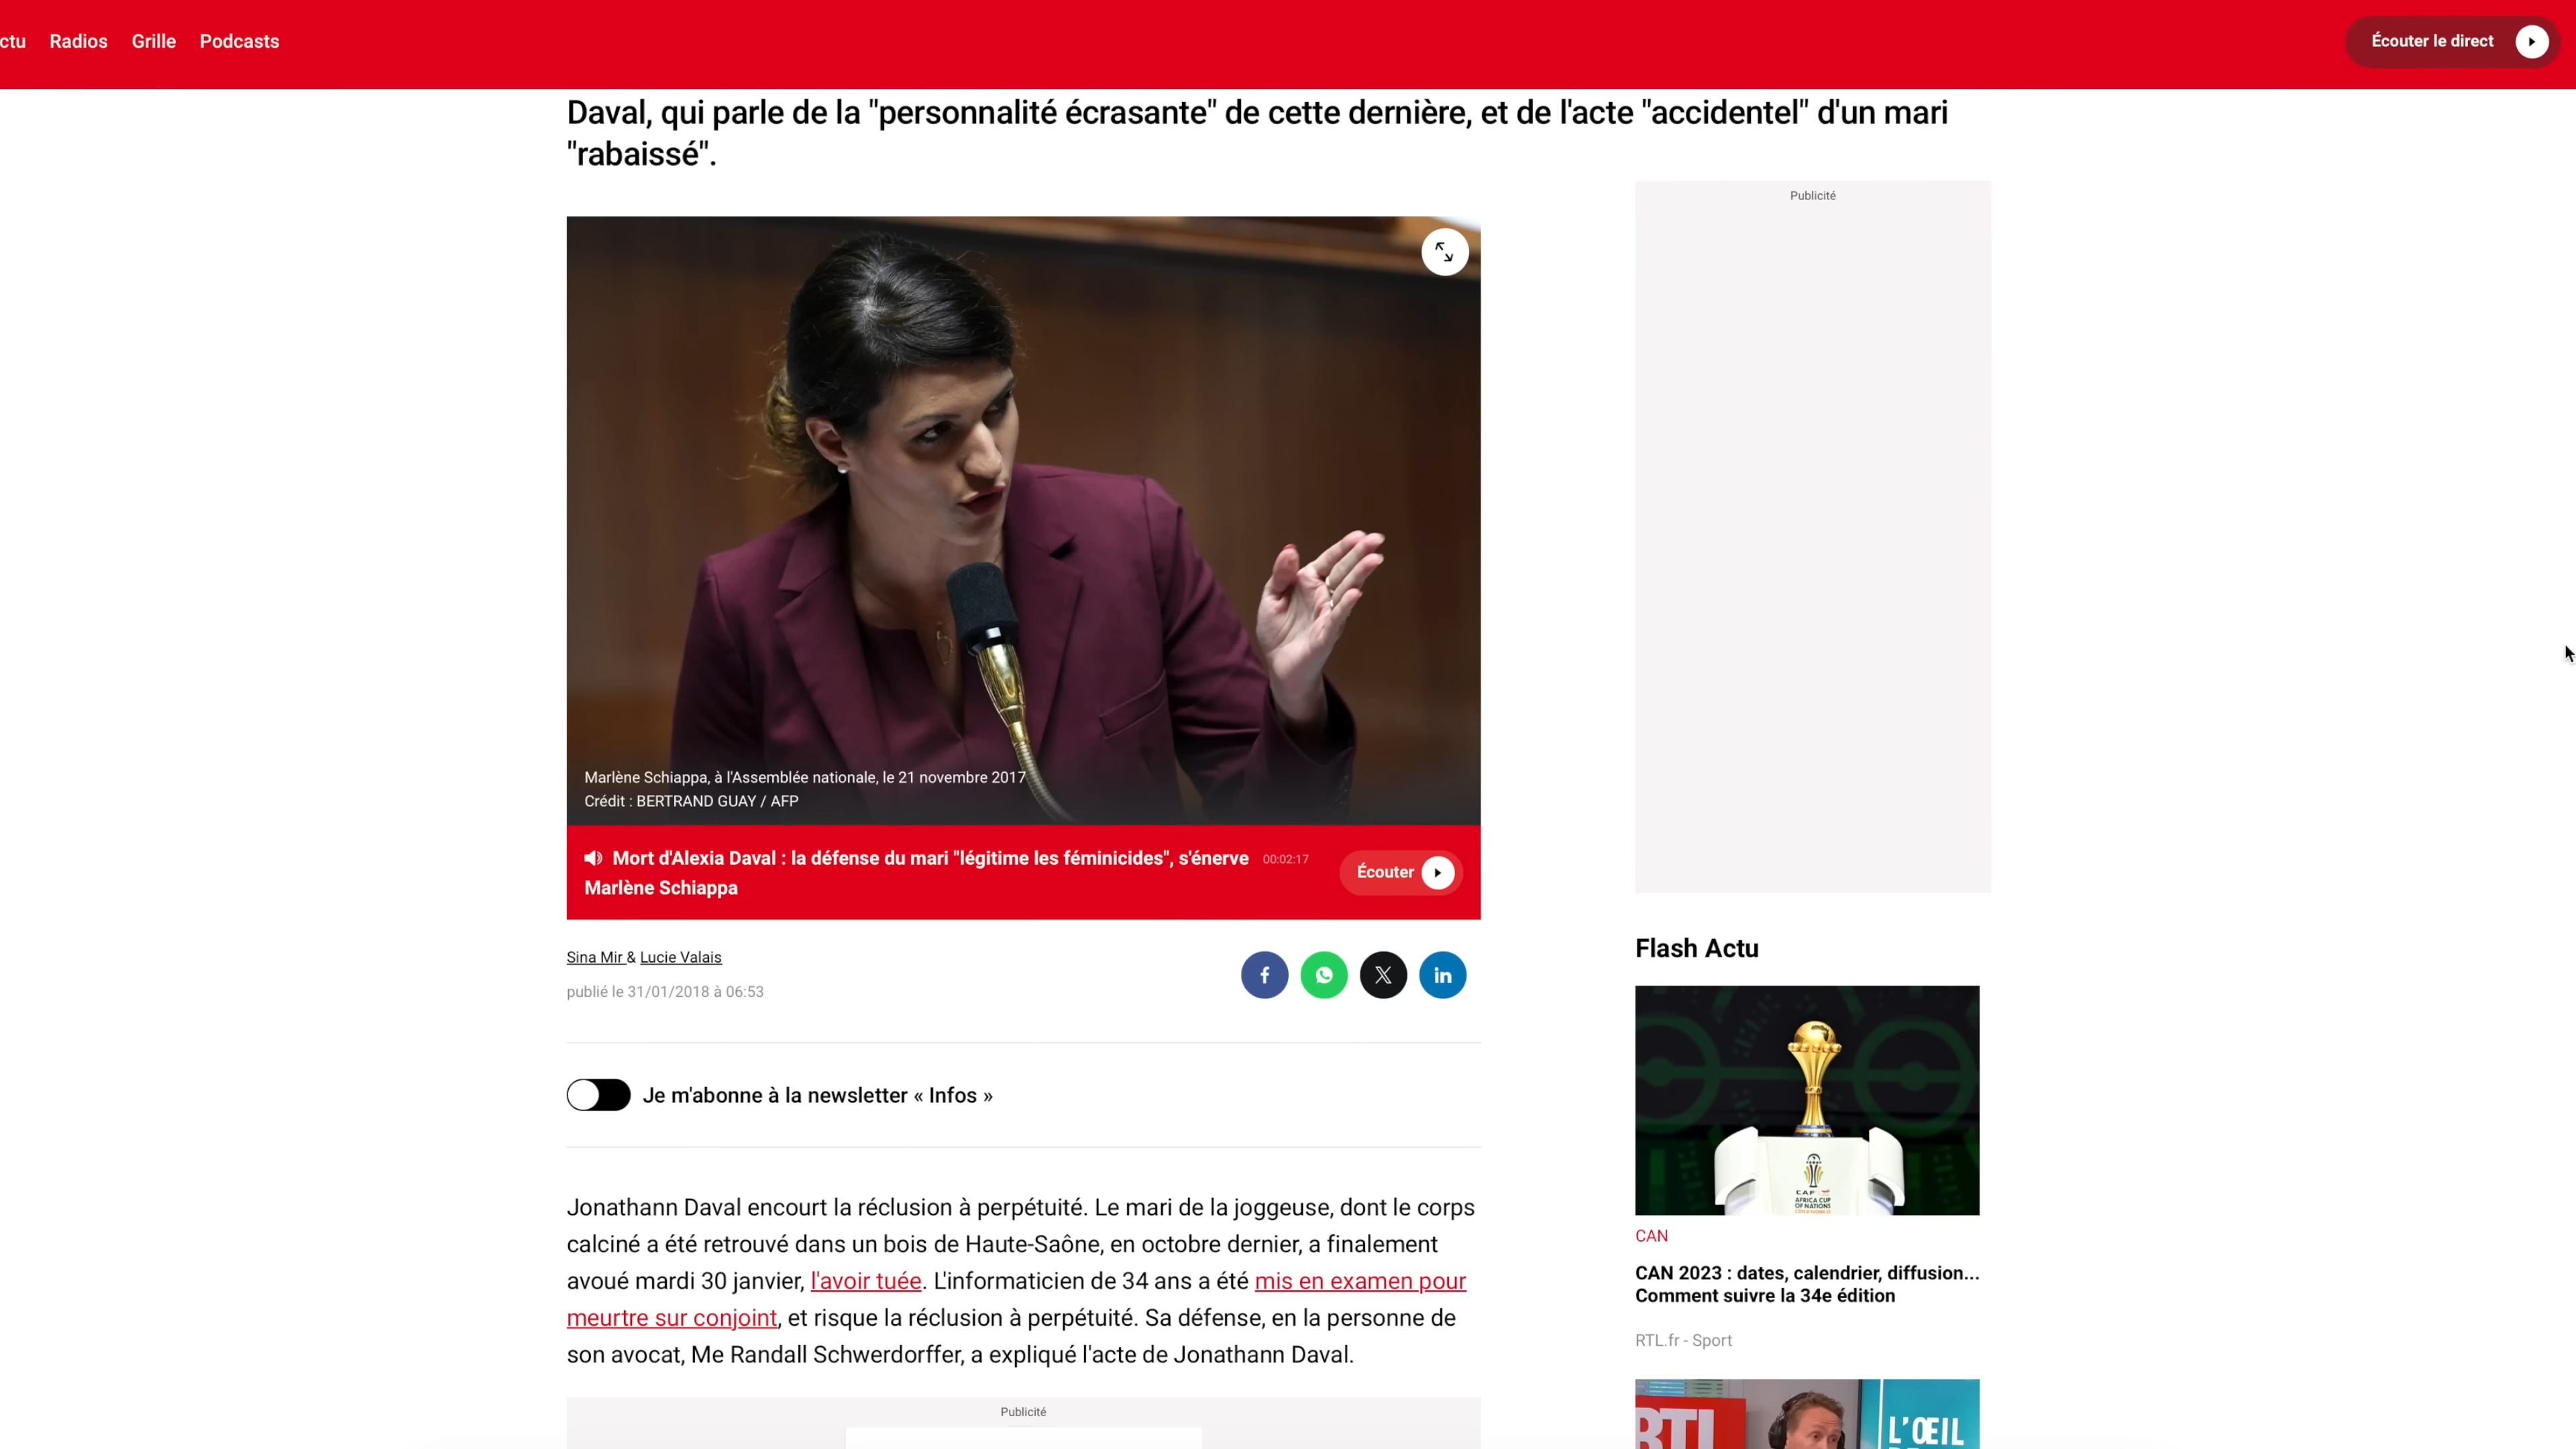 ctu Radios Grille Podcasts
Écouter le direct
Daval, qui parle de la "personnalité écrasante" de cette dernière, et de l'acte "accidentel" d'un mari
"rabaissé".
Publicité
Marlène Schiappa, à l'Assemblée nationale, le 21 novembre 2017
Crédit : BERTRAND GUAY / AFP
Mort d'Alexia Daval : la défense du mari "légitime les féminicides", s'énerve
Marlène Schiappa
00:02:17
Écouter
Sina Mir & Lucie Valais
publié le 31/01/2018 à 06:53
Je m'abonne à la newsletter « Infos »
Jonathann Daval encourt la réclusion à perpétuité. Le mari de la joggeuse, dont le corps
calciné a été retrouvé dans un bois de Haute-Saône, en octobre dernier, a finalement
avoué mardi 30 janvier, l'avoir tuée. L'informaticien de 34 ans a été mis en examen pour
meurtre sur conjoint, et risque la réclusion à perpétuité. Sa défense, en la personne de
son avocat, Me Randall Schwerdorffer, a expliqué l'acte de Jonathann Daval.
Publicité
Flash Actu
CAF
AFRICA CUP
OF NATIONS
CAN
CAN 2023 : dates, calendrier, diffusion...
Comment suivre la 34e édition
RTL.fr - Sport
RTL
L'ŒIL